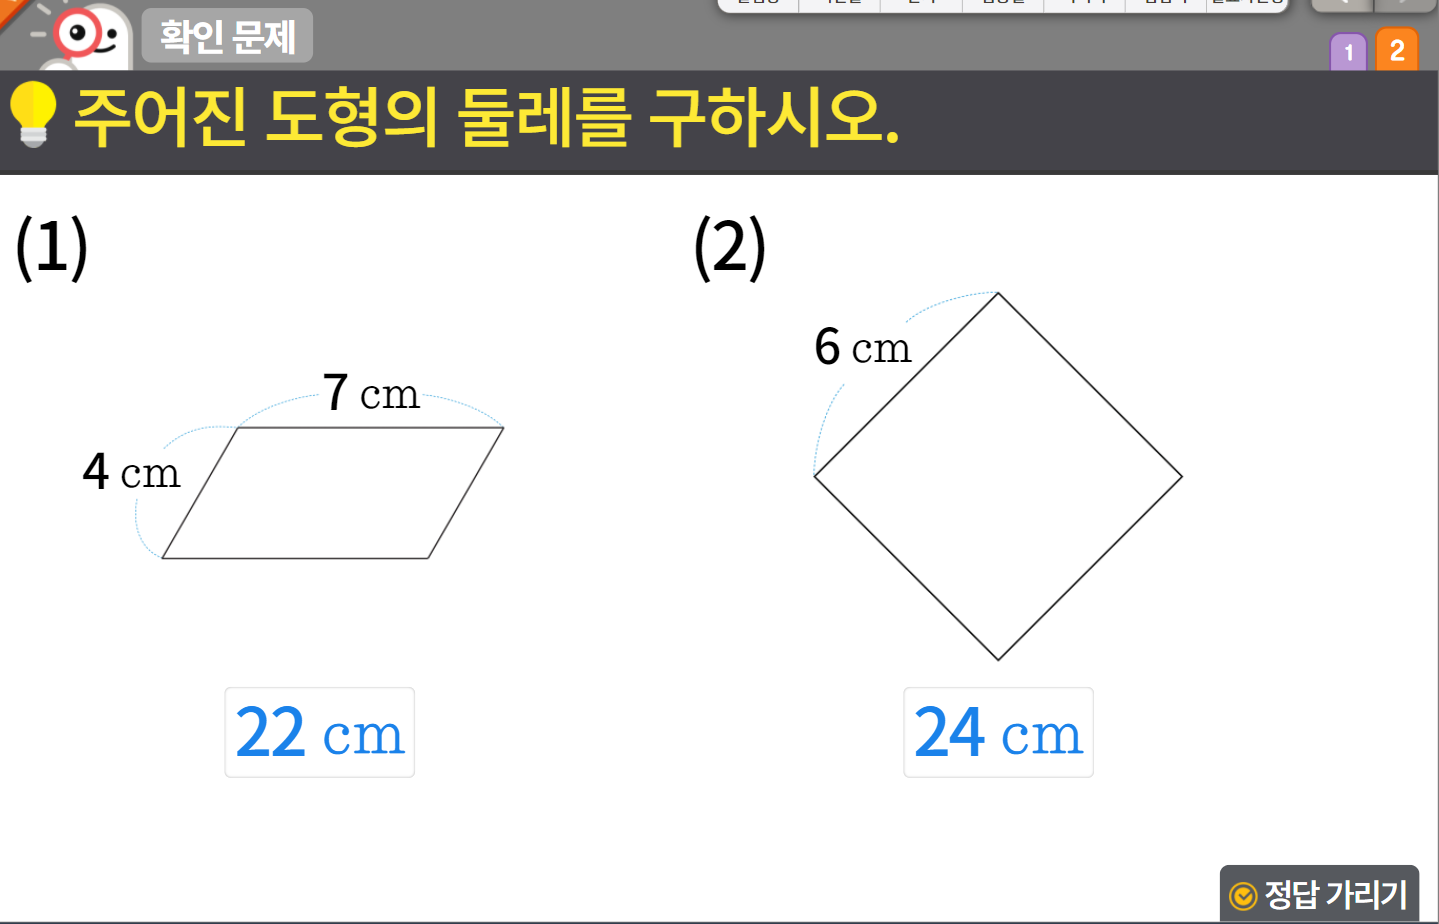 확인 문제
1
2
주어진 도형의 둘레를 구하시오.
(1)
(2)
7 cm
4 cm
6 cm
22 cm
24 cm
정답 가리기